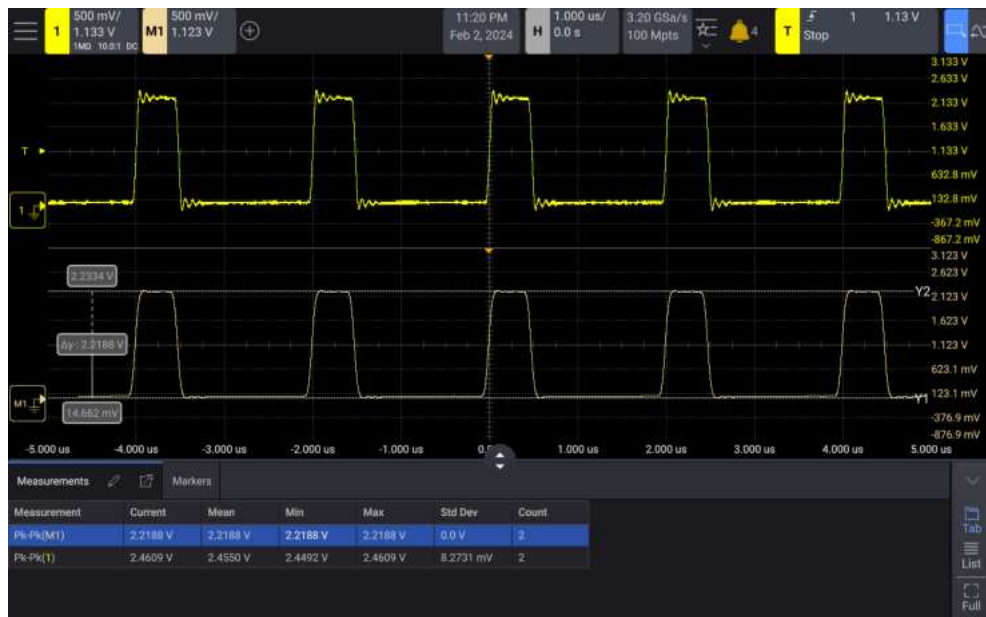 1 500 mV/ 1.133 V 1MΩ 10.0:1 DC M1 500 mV/ 1.123 V 11:20 PM Feb 2, 2024 H 1.000 us/ 0.0 s 3.20 GSa/s 100 Mpts 4 T Stop 1 1.13 V
3.133 V
2.633 V
2.133 V
1.633 V
T 1.133 V
632.8 mV
1 132.8 mV
-367.2 mV
-867.2 mV
3.123 V
2.2334 V 2.623 V
Y2 2.123 V
1.623 V
Δy : 2.2188 V 1.123 V
623.1 mV
M1 Y1 123.1 mV
14.662 mV -376.9 mV
-876.9 mV
-5.000 us -4.000 us -3.000 us -2.000 us -1.000 us 1.000 us 2.000 us 3.000 us 4.000 us 5.000 us
Measurements Markers
Measurement Current Mean Min Max Std Dev Count
Pk-Pk(M1) 2.2188 V 2.2188 V 2.2188 V 2.2188 V 0.0 V 2
Pk-Pk(1) 2.4609 V 2.4550 V 2.4492 V 2.4609 V 8.2731 mV 2
Tab
List
Full